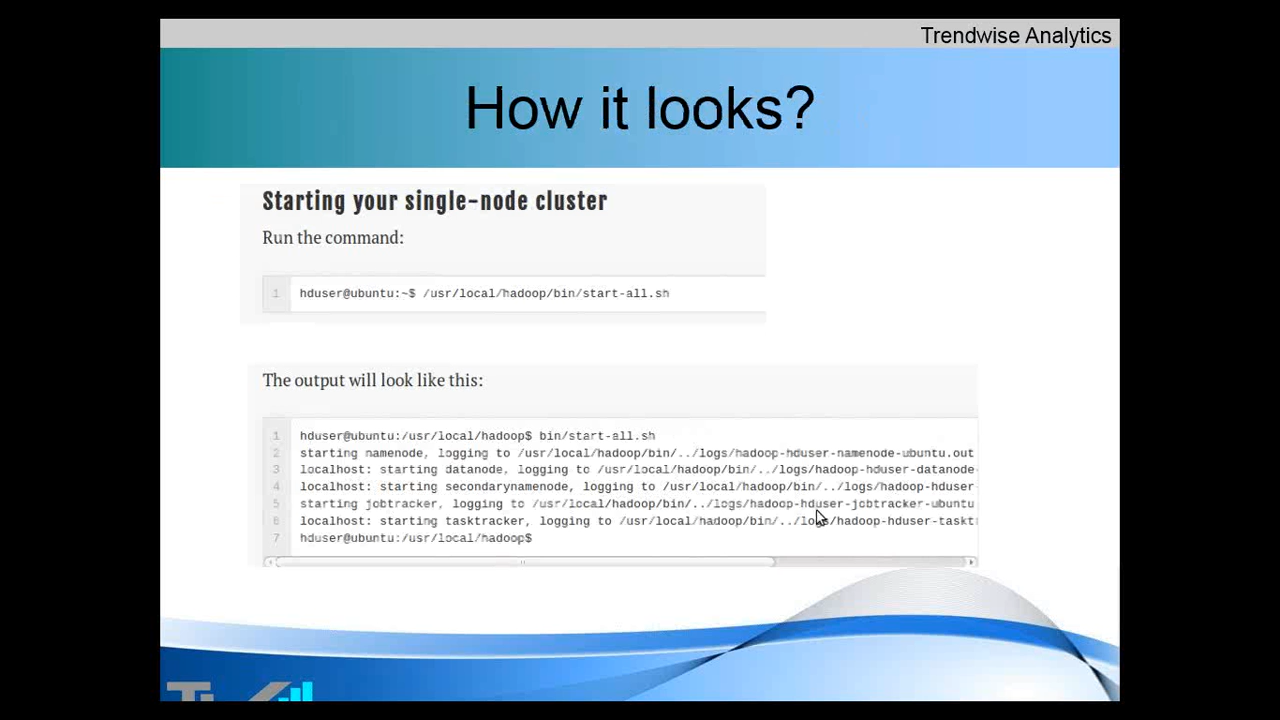 Trendwise Analytics
How it looks?
Starting your single-node cluster
Run the command:
1 hduser@ubuntu:~$ /usr/local/hadoop/bin/start-all.sh
The output will look like this:
1 hduser@ubuntu:/usr/local/hadoop$ bin/start-all.sh
2 starting namenode, logging to /usr/local/hadoop/bin/../logs/hadoop-hduser-namenode-ubuntu.out
3 localhost: starting datanode, logging to /usr/local/hadoop/bin/../logs/hadoop-hduser-datanode-
4 localhost: starting secondarynamenode, logging to /usr/local/hadoop/bin/../logs/hadoop-hduser-
5 starting jobtracker, logging to /usr/local/hadoop/bin/../logs/hadoop-hduser-jobtracker-ubuntu
6 localhost: starting tasktracker, logging to /usr/local/hadoop/bin/../logs/hadoop-hduser-taskt
7 hduser@ubuntu:/usr/local/hadoop$